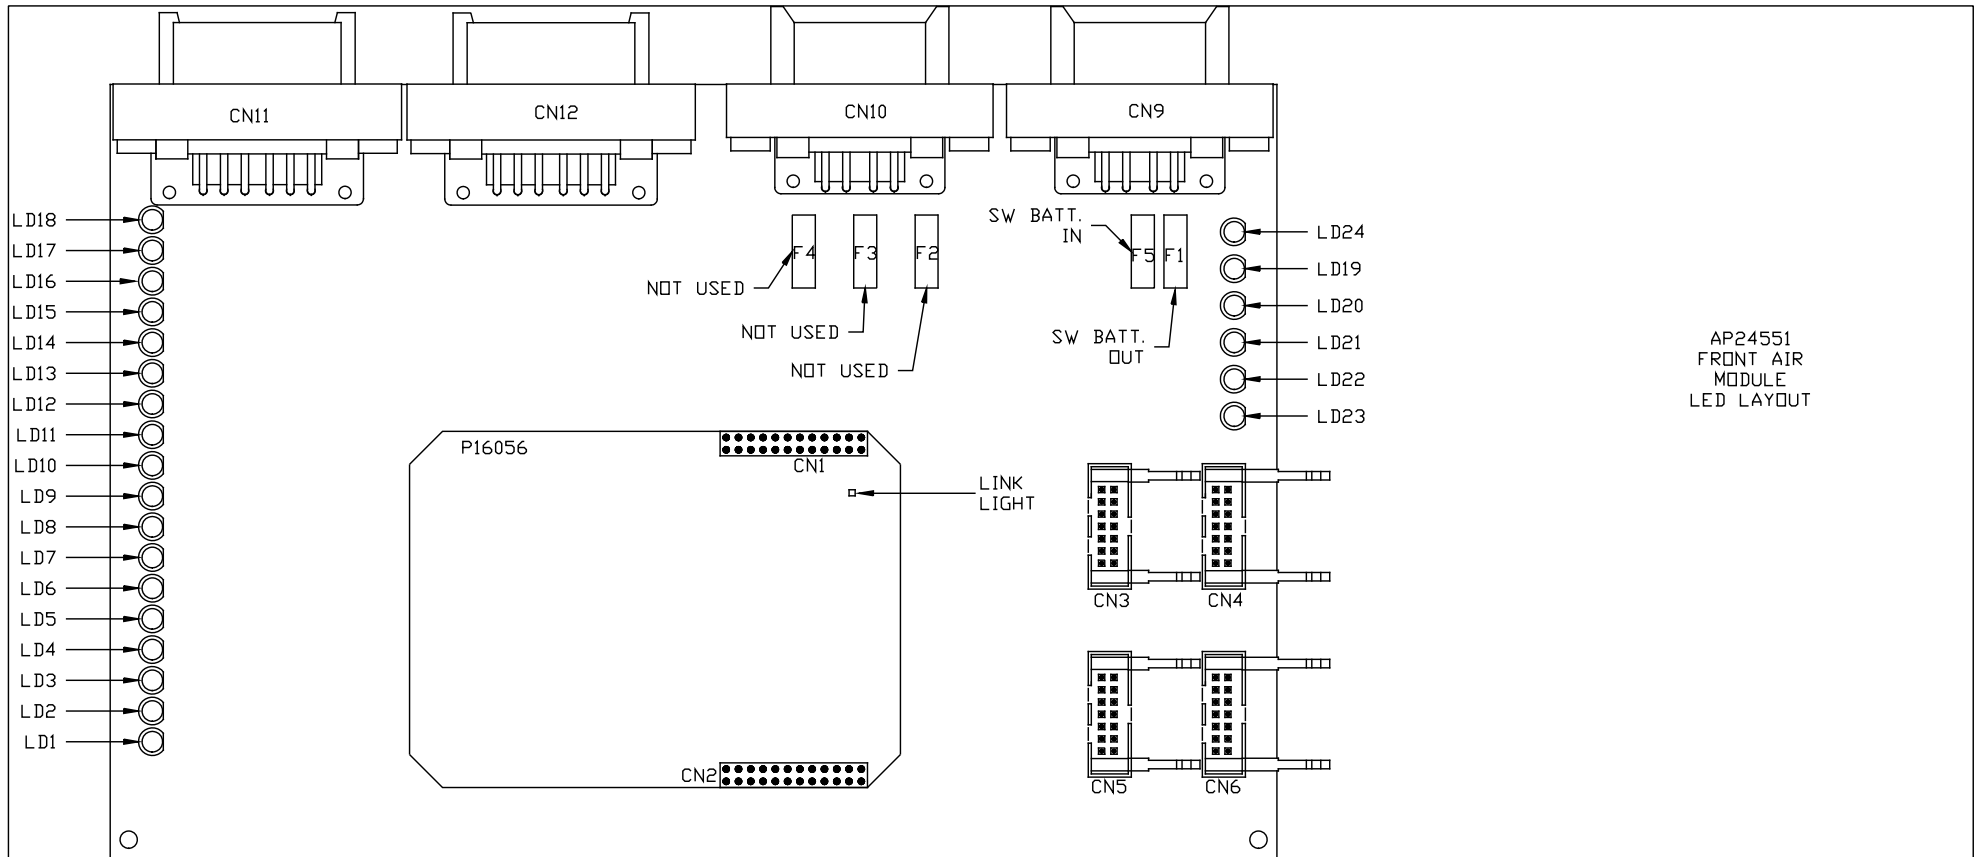 CN11
CN12
CN10
CN9
LD18
LD17
LD16
LD15
LD14
LD13
LD12
LD11
LD10
LD9
LD8
LD7
LD6
LD5
LD4
LD3
LD2
LD1
F4
F3
F2
NOT USED
NOT USED
NOT USED
SW BATT.
IN
F5
F1
SW BATT.
OUT
LD24
LD19
LD20
LD21
LD22
LD23
P16056
CN1
LINK
LIGHT
CN2
CN3
CN4
CN5
CN6
AP24551
FRONT AIR
MODULE
LED LAYOUT